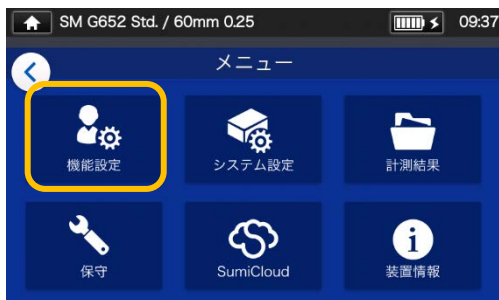 SM G652 Std. / 60mm 0.25
09:37
メニュー
機能設定
システム設定
計測結果
保守
SumiCloud
装置情報